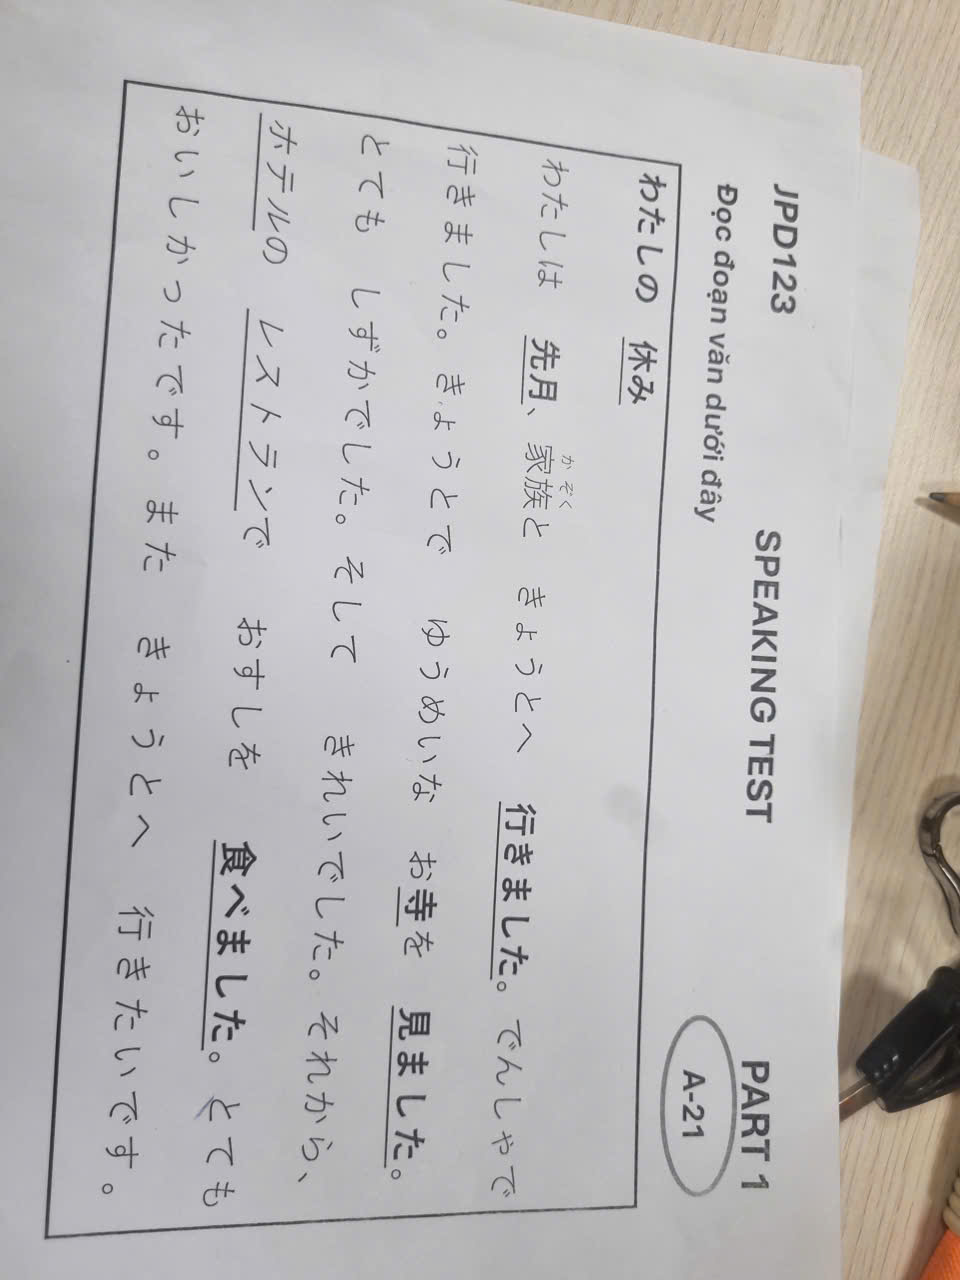 JPD123 SPEAKING TEST PART 1
Đọc đoạn văn dưới đây A-21
わたしの 休み
わたしは 先月、家族と きょうとへ 行きました。でんしゃで
かぞく
行きました。きょうとで ゆうめいな お寺を 見ました。
とても しずかでした。そして きれいでした。それから、
ホテルの レストランで おすしを 食べました。とても
おいしかったです。また きょうとへ 行きたいです。